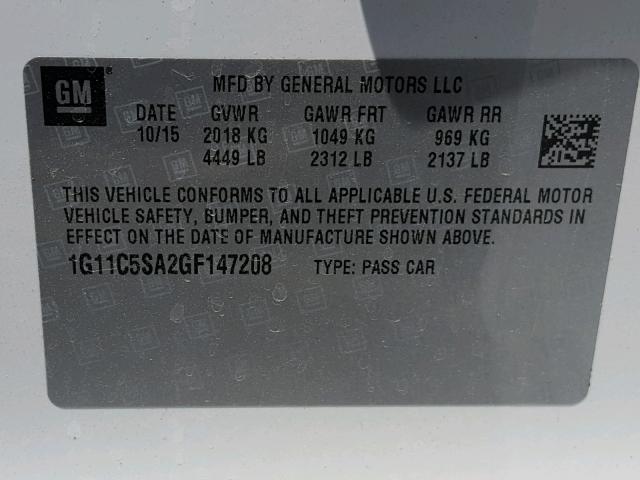 GM ®
MFD BY GENERAL MOTORS LLC
DATE GVWR GAWR FRT GAWR RR
10/15 2018 KG 1049 KG 969 KG
4449 LB 2312 LB 2137 LB
THIS VEHICLE CONFORMS TO ALL APPLICABLE U.S. FEDERAL MOTOR
VEHICLE SAFETY, BUMPER, AND THEFT PREVENTION STANDARDS IN
EFFECT ON THE DATE OF MANUFACTURE SHOWN ABOVE.
1G11C5SA2GF147208 TYPE: PASS CAR